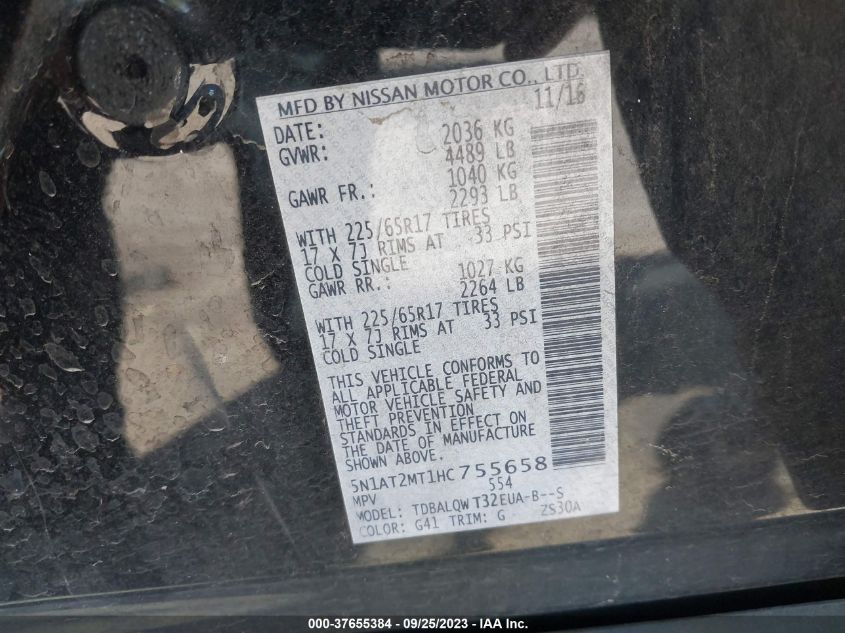 MFD BY NISSAN MOTOR CO., LTD.
DATE: 11/16
GVWR: 2036 KG
4489 LB
GAWR FR.: 1040 KG
2293 LB
WITH 225/65R17 TIRES
17 X 7J RIMS AT 33 PSI
COLD SINGLE
GAWR RR.: 1027 KG
2264 LB
WITH 225/65R17 TIRES
17 X 7J RIMS AT 33 PSI
COLD SINGLE
THIS VEHICLE CONFORMS TO
ALL APPLICABLE FEDERAL
MOTOR VEHICLE SAFETY AND
THEFT PREVENTION
STANDARDS IN EFFECT ON
THE DATE OF MANUFACTURE
SHOWN ABOVE.
5N1AT2MT1HC755658
MPV 554
MODEL: TDBALQW T32EUA-B--S
COLOR: G41 TRIM: G ZS30A
000-37655384 - 09/25/2023 - IAA Inc.